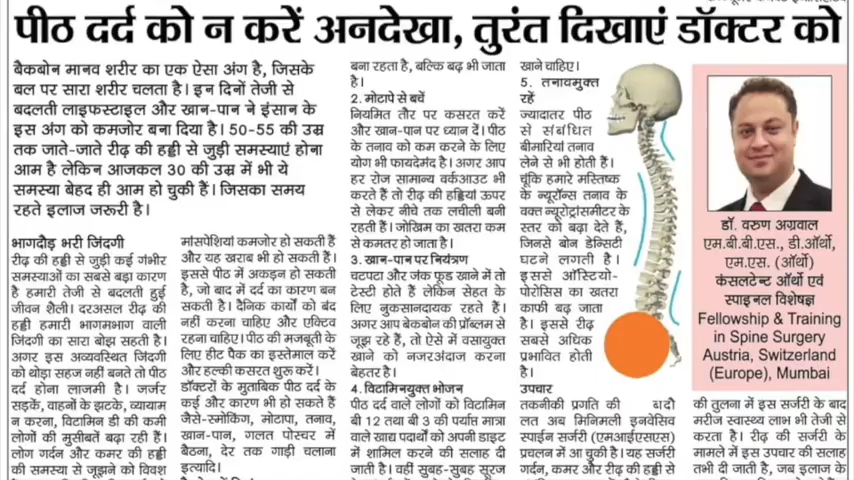 पीठ दर्द को न करें अनदेखा, तुरंत दिखाएं डॉक्टर को
बैकबोन मानव शरीर का एक ऐसा अंग है, जिसके
बल पर सारा शरीर चलता है। इन दिनों तेजी से
बदलती लाइफस्टाइल और खान-पान ने इंसान के
इस अंग को कमजोर बना दिया है। 50-55 की उम्र
तक जाते-जाते रीढ़ की हड्डी से जुड़ी समस्याएं होना
आम है लेकिन आजकल 30 की उम्र में भी ये
समस्या बेहद ही आम हो चुकी हैं। जिसका समय
रहते इलाज जरूरी है।
भागदौड़ भरी जिंदगी
रीढ़ की हड्डी से जुड़ी कई गंभीर
समस्याओं का सबसे बड़ा कारण
है हमारी तेजी से बदलती हुई
जीवन शैली। दरअसल रीढ़ की
हड्डी हमारी भागमभाग वाली
जिंदगी का सारा बोझ सहती है।
अगर इस अव्यवस्थित जिंदगी
को थोड़ा सहज नहीं बनते तो पीठ
दर्द होना लाजमी है। जर्जर
सड़कें, वाहनों के झटके, व्यायाम
न करना, विटामिन डी की कमी
लोगों की मुसीबतें बढ़ा रही हैं।
लोग गर्दन और कमर की हड्डी
की समस्या से जूझने को विवश
मांसपेशियां कमजोर हो सकती हैं
और यह खराब भी हो सकती हैं।
इससे पीठ में अकड़न हो सकती
है, जो बाद में दर्द का कारण बन
सकती है। दैनिक कार्यों को बंद
नहीं करना चाहिए और एक्टिव
रहना चाहिए। पीठ की मजबूती के
लिए हीट पैक का इस्तेमाल करें
और हल्की कसरत शुरू करें।
डॉक्टरों के मुताबिक पीठ दर्द के
कई और कारण भी हो सकते हैं
जैसे-स्मोकिंग, मोटापा, तनाव,
खान-पान, गलत पोस्चर में
बैठना, देर तक गाड़ी चलाना
इत्यादि।
बना रहता है, बल्कि बढ़ भी जाता
है।
2. मोटापे से बचें
नियमित तौर पर कसरत करें
और खान-पान पर ध्यान दें। पीठ
के तनाव को कम करने के लिए
योग भी फायदेमंद है। अगर आप
हर रोज सामान्य वर्कआउट भी
करते हैं तो रीढ़ की हड्डियां ऊपर
से लेकर नीचे तक लचीली बनी
रहती हैं। जोखिम का खतरा कम
से कमतर हो जाता है।
3. खान-पान पर नियंत्रण
चटपटा और जंक फूड खाने में तो
टेस्टी होते हैं लेकिन सेहत के
लिए नुकसानदायक रहते हैं।
अगर आप बेकबोन की प्रॉब्लम से
जूझ रहे हैं, तो ऐसे में वसायुक्त
खाने को नजरअंदाज करना
बेहतर है।
4. विटामिनयुक्त भोजन
पीठ दर्द वाले लोगों को विटामिन
बी 12 तथा बी 3 की पर्याप्त मात्रा
वाले खाद्य पदार्थों को अपनी डाइट
में शामिल करने की सलाह दी
जाती है। वहीं सुबह-सुबह सूरज
खाने चाहिए।
5. तनावमुक्त
रहें
ज्यादातर पीठ
से संबंधित
बीमारियां तनाव
लेने से भी होती हैं।
चूंकि हमारे मस्तिष्क
के न्यूरॉन्स तनाव के
वक्त न्यूरोट्रांसमीटर के
स्तर को बढ़ा देते हैं,
जिनसे बोन डेन्सिटी
घटने लगती है।
इससे ऑस्टियो-
पोरोसिस का खतरा
काफी बढ़ जाता
है। इससे रीढ़
सबसे अधिक
प्रभावित होती
है।
उपचार
तकनीकी प्रगति की बदौ
लत अब मिनिमली इनवेसिव
स्पाईन सर्जरी (एमआईएसएस)
प्रचलन में आ चुकी है। यह सर्जरी
गर्दन, कमर और रीढ़ की हड्डी से
डॉ. वरुण अग्रवाल
एम.बी.बी.एस., डी.ऑर्थो,
एम.एस. (ऑर्थो)
कंसलटेन्ट ऑर्थो एवं
स्पाइनल विशेषज्ञ
Fellowship & Training
in Spine Surgery
Austria, Switzerland
(Europe), Mumbai
की तुलना में इस सर्जरी के बाद
मरीज स्वास्थ्य लाभ भी तेजी से
करता है। रीढ़ की सर्जरी के
मामले में इस उपचार की सलाह
तभी दी जाती है, जब इलाज के